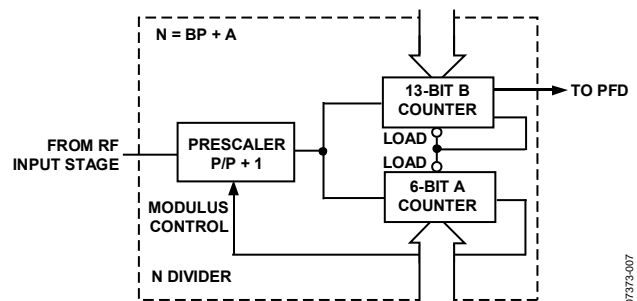 N = BP + A
13-BIT B
COUNTER
TO PFD
LOAD
LOAD
FROM RF
INPUT STAGE
PRESCALER
P/P + 1
6-BIT A
COUNTER
MODULUS
CONTROL
N DIVIDER
07373-007